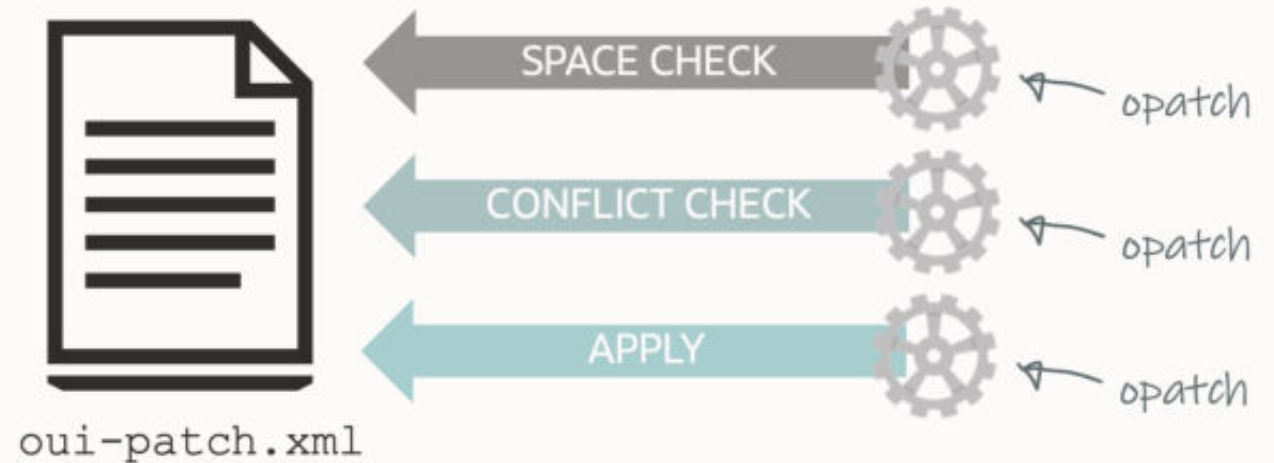 SPACE CHECK
opatch
CONFLICT CHECK
opatch
APPLY
opatch
oui-patch.xml